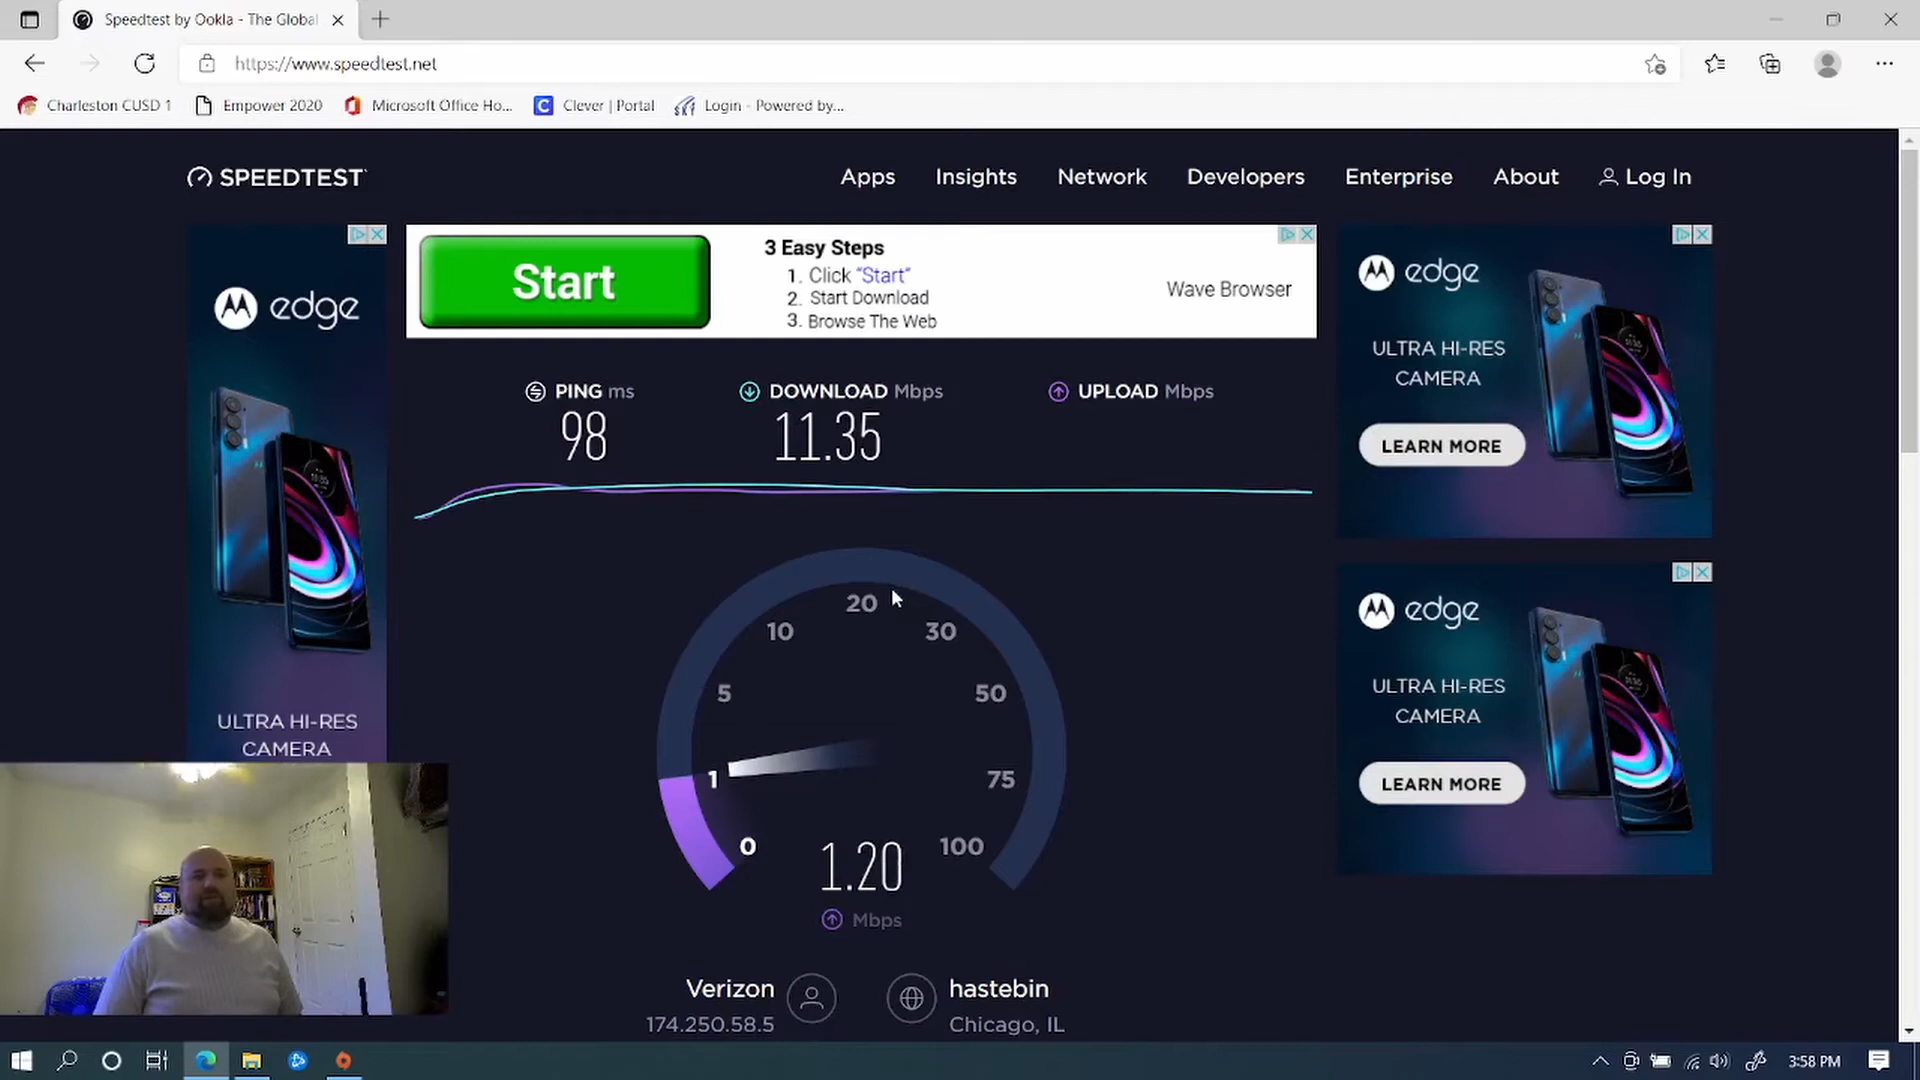 Speedtest by Ookla - The Global
https://www.speedtest.net
Charleston CUSD 1
Empower 2020
Microsoft Office Ho...
Clever | Portal
Login - Powered by...
SPEEDTEST
Apps
Insights
Network
Developers
Enterprise
About
Log In
edge
ULTRA HI-RES
CAMERA
Start
3 Easy Steps
1. Click “Start”
2. Start Download
3. Browse The Web
Wave Browser
edge
ULTRA HI-RES
CAMERA
LEARN MORE
PING ms
98
DOWNLOAD Mbps
11.35
UPLOAD Mbps
0
1
5
10
20
30
50
75
100
1.20
Mbps
edge
ULTRA HI-RES
CAMERA
LEARN MORE
Verizon
174.250.58.5
hastebin
Chicago, IL
3:58 PM